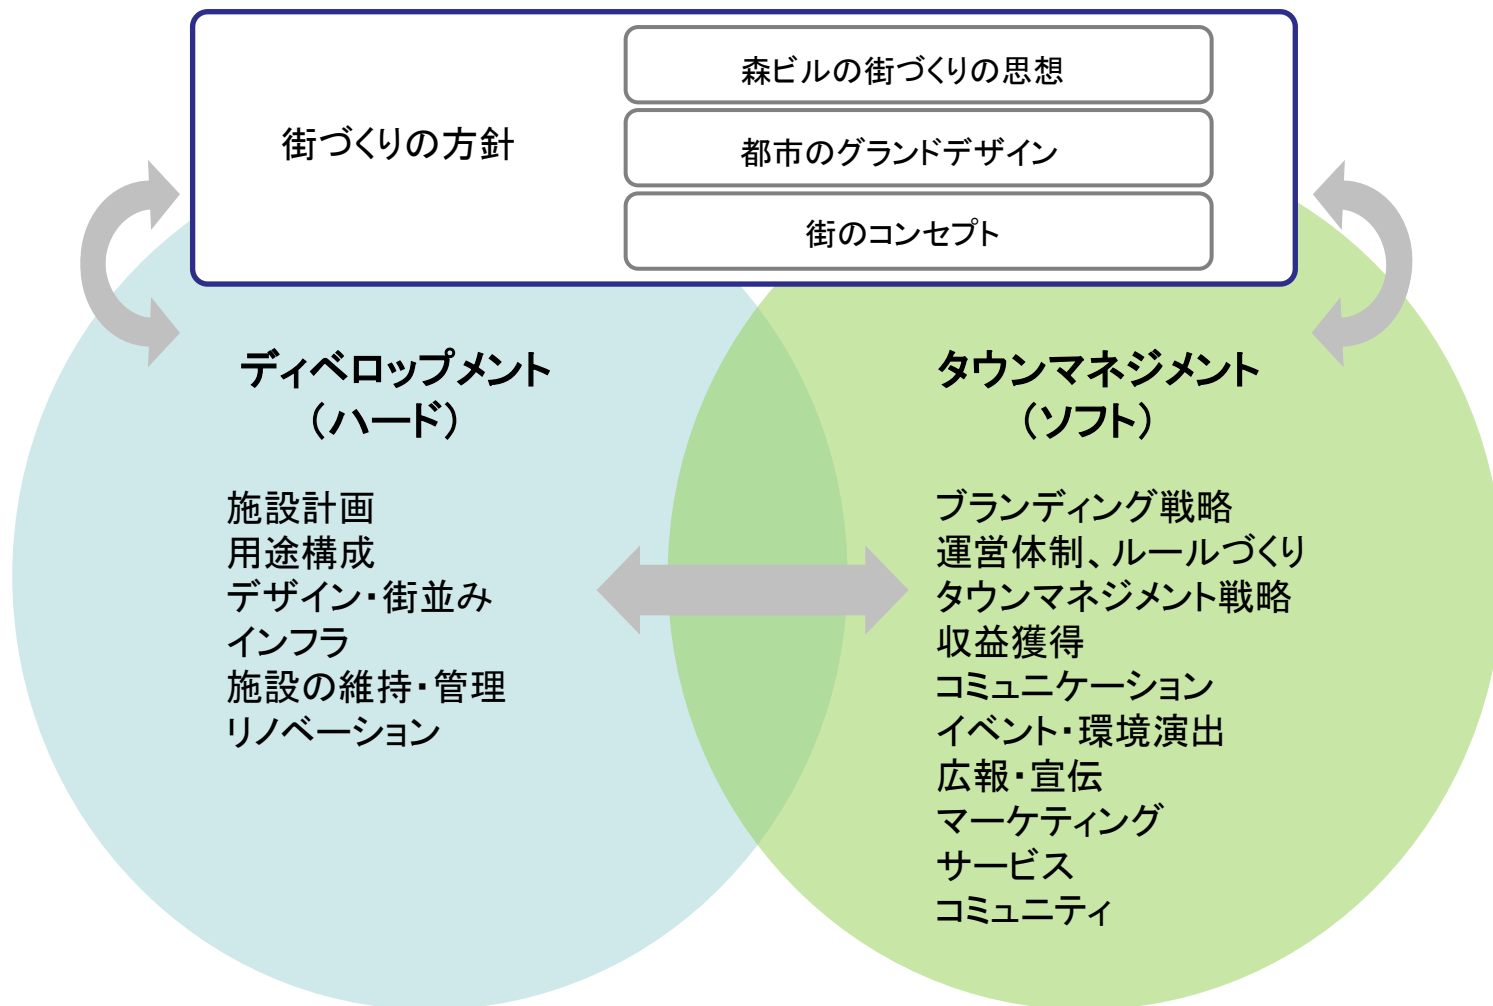 街づくりの方針
森ビルの街づくりの思想
都市のグランドデザイン
街のコンセプト
ディベロップメント
（ハード）
施設計画
用途構成
デザイン・街並み
インフラ
施設の維持・管理
リノベーション
タウンマネジメント
（ソフト）
ブランディング戦略
運営体制、ルールづくり
タウンマネジメント戦略
収益獲得
コミュニケーション
イベント・環境演出
広報・宣伝
マーケティング
サービス
コミュニティ